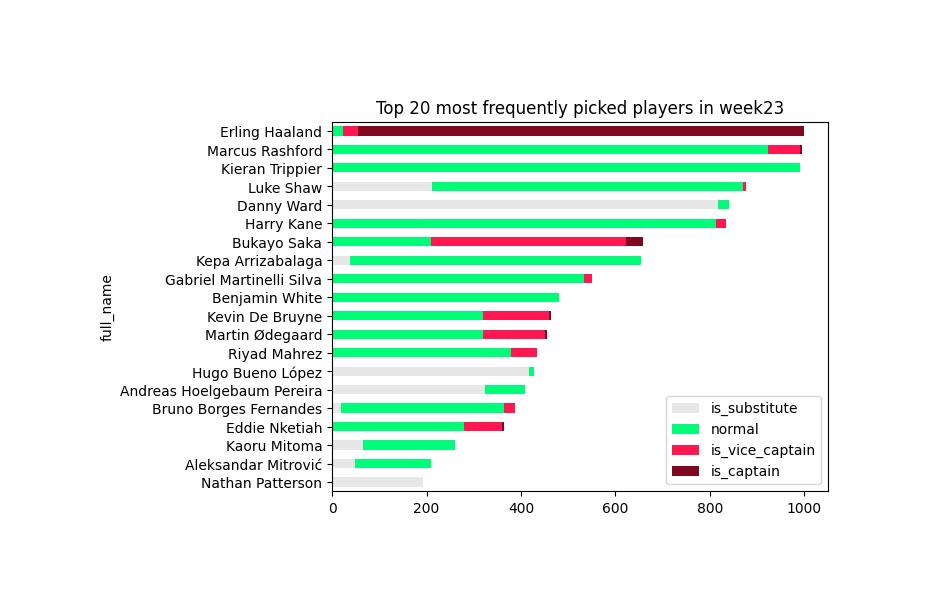 Top 20 most frequently picked players in week23
full_name
Erling Haaland
Marcus Rashford
Kieran Trippier
Luke Shaw
Danny Ward
Harry Kane
Bukayo Saka
Kepa Arrizabalaga
Gabriel Martinelli Silva
Benjamin White
Kevin De Bruyne
Martin Ødegaard
Riyad Mahrez
Hugo Bueno López
Andreas Hoelgebaum Pereira
Bruno Borges Fernandes
Eddie Nketiah
Kaoru Mitoma
Aleksandar Mitrović
Nathan Patterson
is_substitute
normal
is_vice_captain
is_captain
0 200 400 600 800 1000